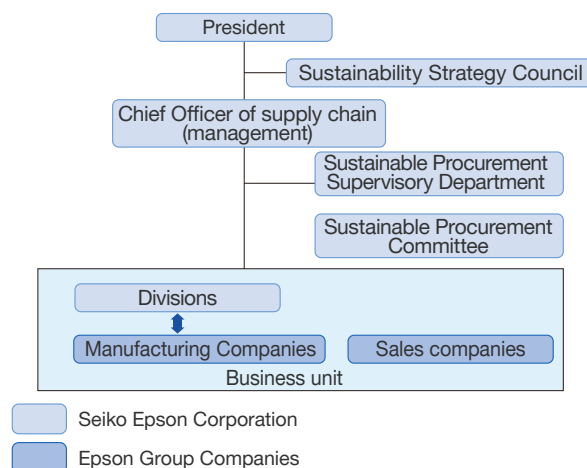 President
Sustainability Strategy Council
Chief Officer of supply chain
(management)
Sustainable Procurement
Supervisory Department
Sustainable Procurement
Committee
Divisions
Manufacturing Companies
Sales companies
Business unit
Seiko Epson Corporation
Epson Group Companies